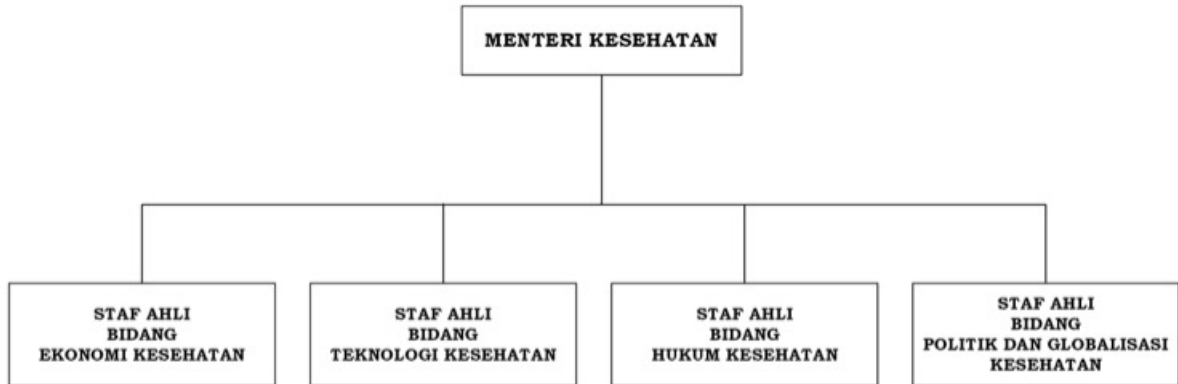 MENTERI KESEHATAN
STAF AHLI
BIDANG
EKONOMI KESEHATAN
STAF AHLI
BIDANG
TEKNOLOGI KESEHATAN
STAF AHLI
BIDANG
HUKUM KESEHATAN
STAF AHLI
BIDANG
POLITIK DAN GLOBALISASI
KESEHATAN